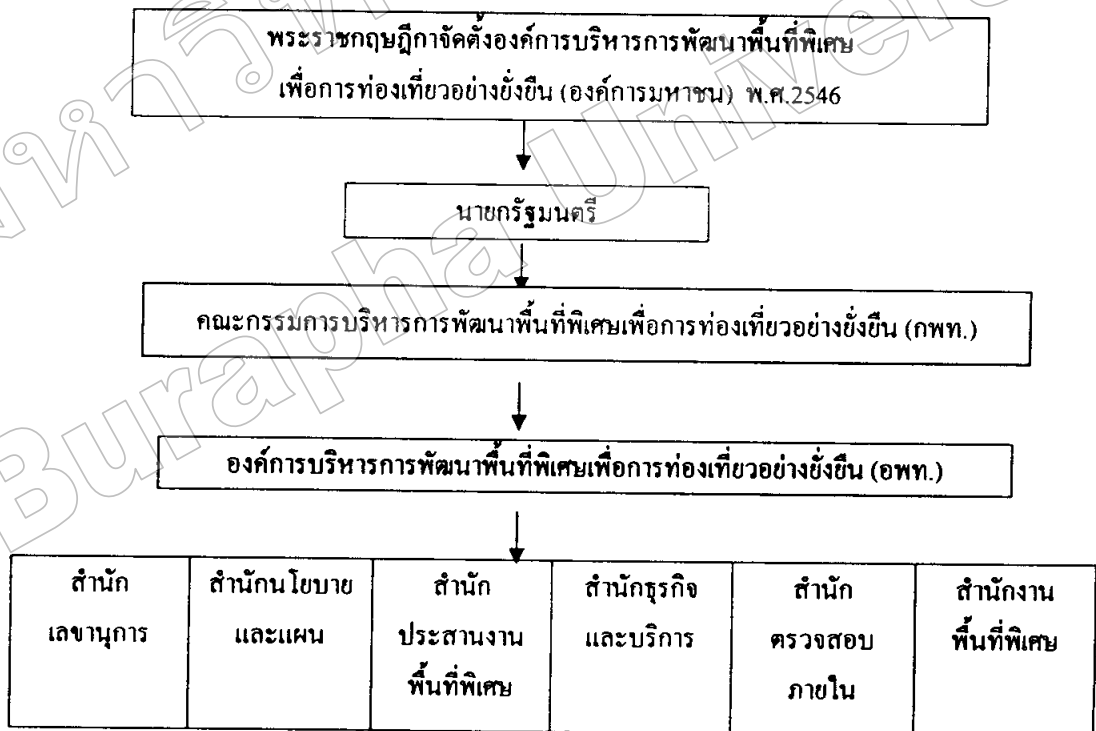 พระราชกฤษฎีกาจัดตั้งองค์การบริหารการพัฒนาพื้นที่พิเศษ
เพื่อการท่องเที่ยวอย่างยั่งยืน (องค์การมหาชน) พ.ศ.2546
นายกรัฐมนตรี
คณะกรรมการบริหารการพัฒนาพื้นที่พิเศษเพื่อการท่องเที่ยวอย่างยั่งยืน (กพท.)
องค์การบริหารการพัฒนาพื้นที่พิเศษเพื่อการท่องเที่ยวอย่างยั่งยืน (อพท.)
สำนัก
เลขานุการ
สำนักนโยบาย
และแผน
สำนัก
ประสานงาน
พื้นที่พิเศษ
สำนักธุรกิจ
และบริการ
สำนัก
ตรวจสอบ
ภายใน
สำนักงาน
พื้นที่พิเศษ
Burapha Univer